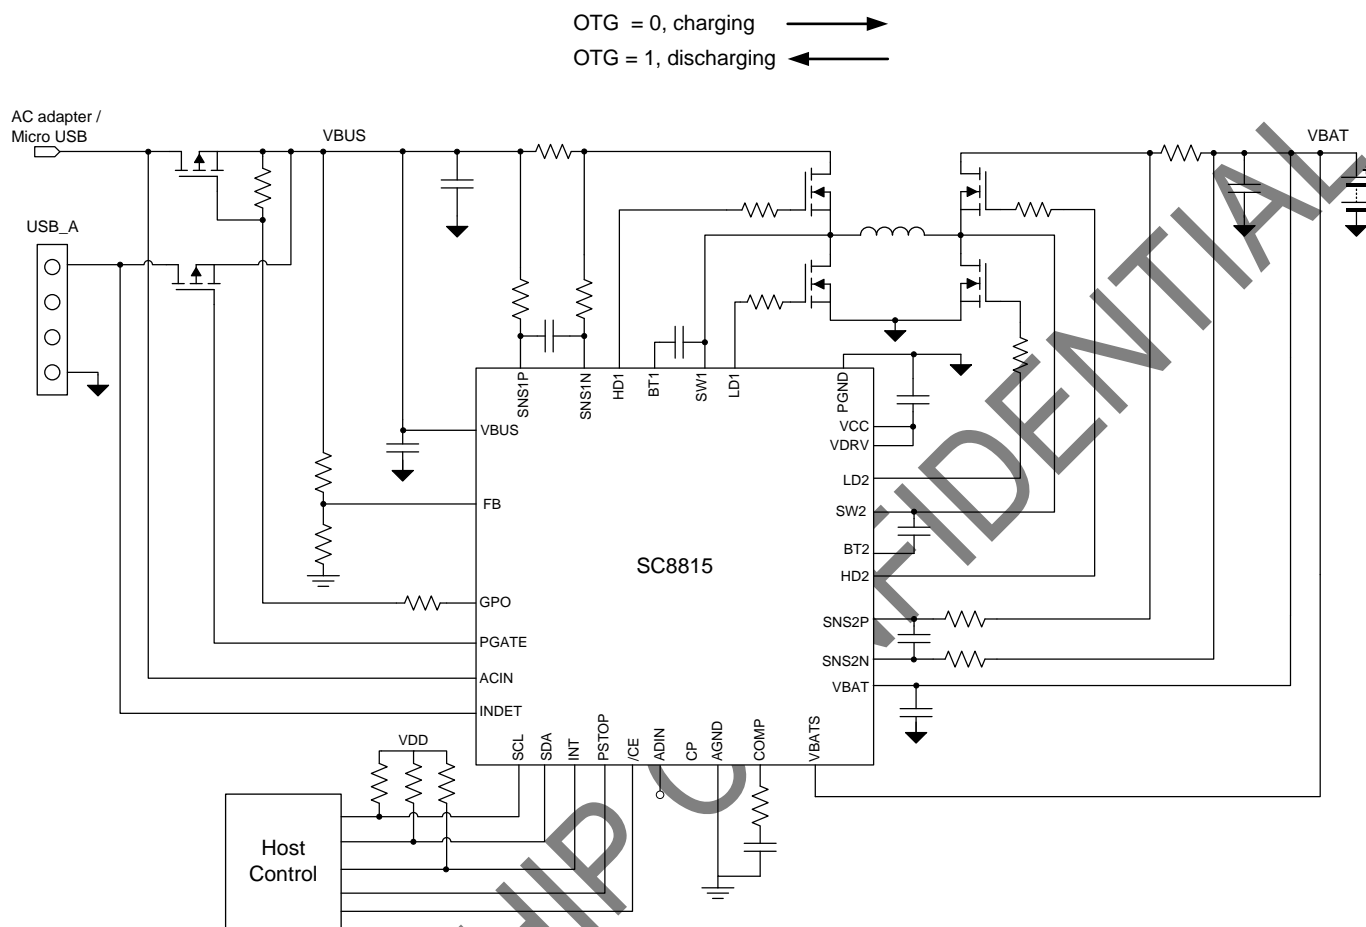 OTG = 0, charging
OTG = 1, discharging
AC adapter /
Micro USB
VBUS
VBAT
USB_A
SNS1P
SNS1N
HD1
BT1
SW1
LD1
PGND
VBUS
VCC
VDRV
LD2
FB
SW2
BT2
SC8815
HD2
GPO
SNS2P
PGATE
SNS2N
ACIN
VBAT
INDET
SCL
SDA
INT
PSTOP
/CE
ADIN
CP
AGND
COMP
VBATS
VDD
Host
Control